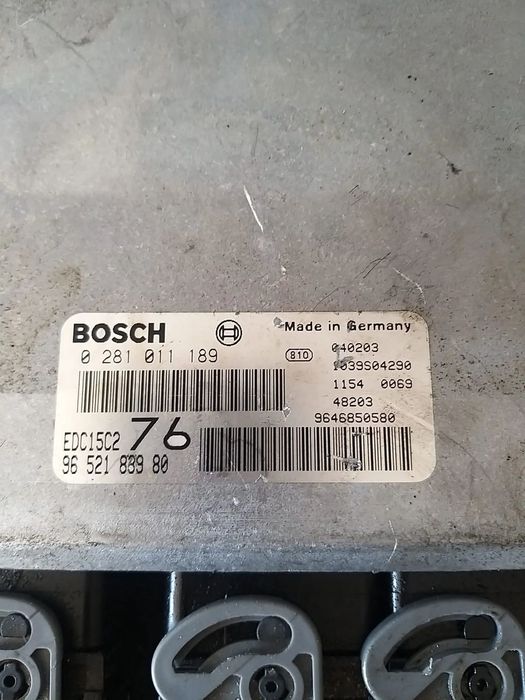 BOSCH
Made in Germany
0 281 011 189
810
040203
1039S04290
1154 0069
48203
9646850580
EDC15C2 76
96 521 839 80